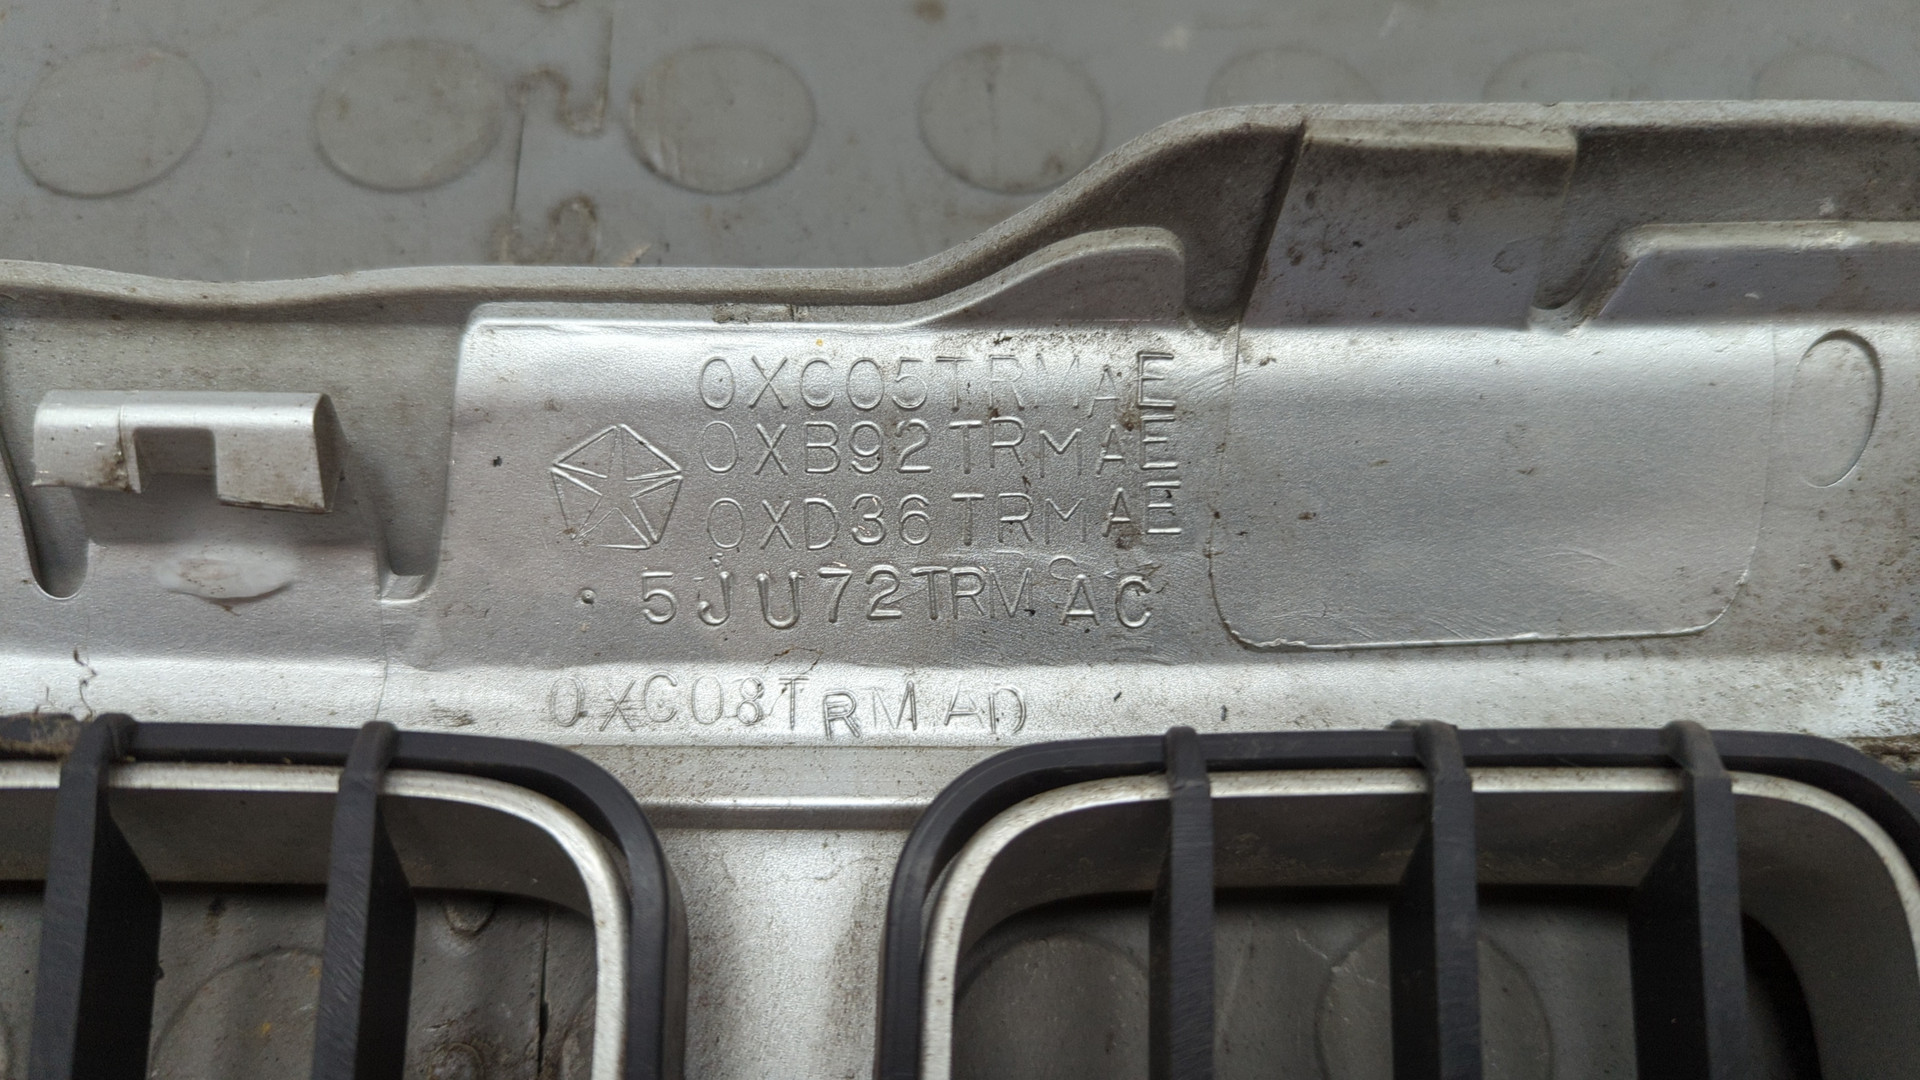 0XC05TRMAE
0XB92TRMAE
0XD36TRMAE
5JU72TRMAC
0XC08TRMAD